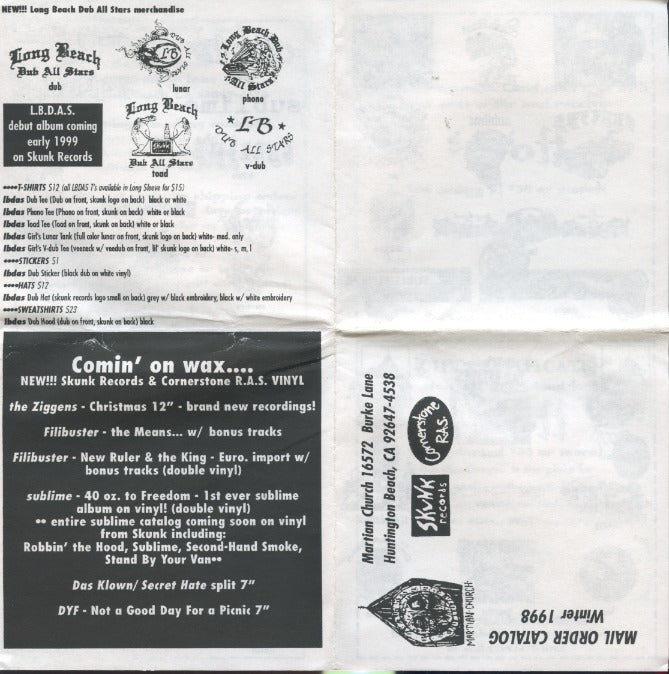 NEW!!! Long Beach Dub All Stars merchandise
Long Beach
Dub All Stars
dub
LB
DUB ALL STARS
lunar
Long Beach Dub
All Stars
phono
L.B.D.A.S.
debut album coming
early 1999
on Skunk Records
Long Beach
Dub All Stars
toad
LB
DUB ALL STARS
v-dub
****T-SHIRTS $12 (all LBDAS T's available in Long Sleeve for $15)
lbdas Dub Tee (Dub on front, skunk logo on back) black or white
lbdas Phono Tee (Phono on front, skunk on back) white or black
lbdas Toad Tee (Toad on front, skunk on back) white or black
lbdas Girl's Lunar Tank (full color lunar on front, skunk logo on back) white- med. only
lbdas Girl's V-dub Tee (veeneck w/ veedub on front, lil' skunk logo on back) white- s, m, l
****STICKERS $1
lbdas Dub Sticker (black dub on white vinyl)
****HATS $12
lbdas Dub Hat (skunk records logo small on back) grey w/ black embroidery, black w/ white embroidery
****SWEATSHIRTS $23
lbdas Dub Hood (dub on front, skunk on back) black
Comin' on wax....
NEW!!! Skunk Records & Cornerstone R.A.S. VINYL
the Ziggens - Christmas 12" - brand new recordings!
Filibuster - the Means... w/ bonus tracks
Filibuster - New Ruler & the King - Euro. import w/
bonus tracks (double vinyl)
sublime - 40 oz. to Freedom - 1st ever sublime
album on vinyl! (double vinyl)
** entire sublime catalog coming soon on vinyl
from Skunk including:
Robbin' the Hood, Sublime, Second-Hand Smoke,
Stand By Your Van**
Das Klown/ Secret Hate split 7"
DYF - Not a Good Day For a Picnic 7"
Martian Church 16572 Burke Lane
Huntington Beach, CA 92647-4538
Cornerstone
R.A.S.
SKUNK
records
MARTIAN CHURCH
MAIL ORDER CATALOG
Winter 1998